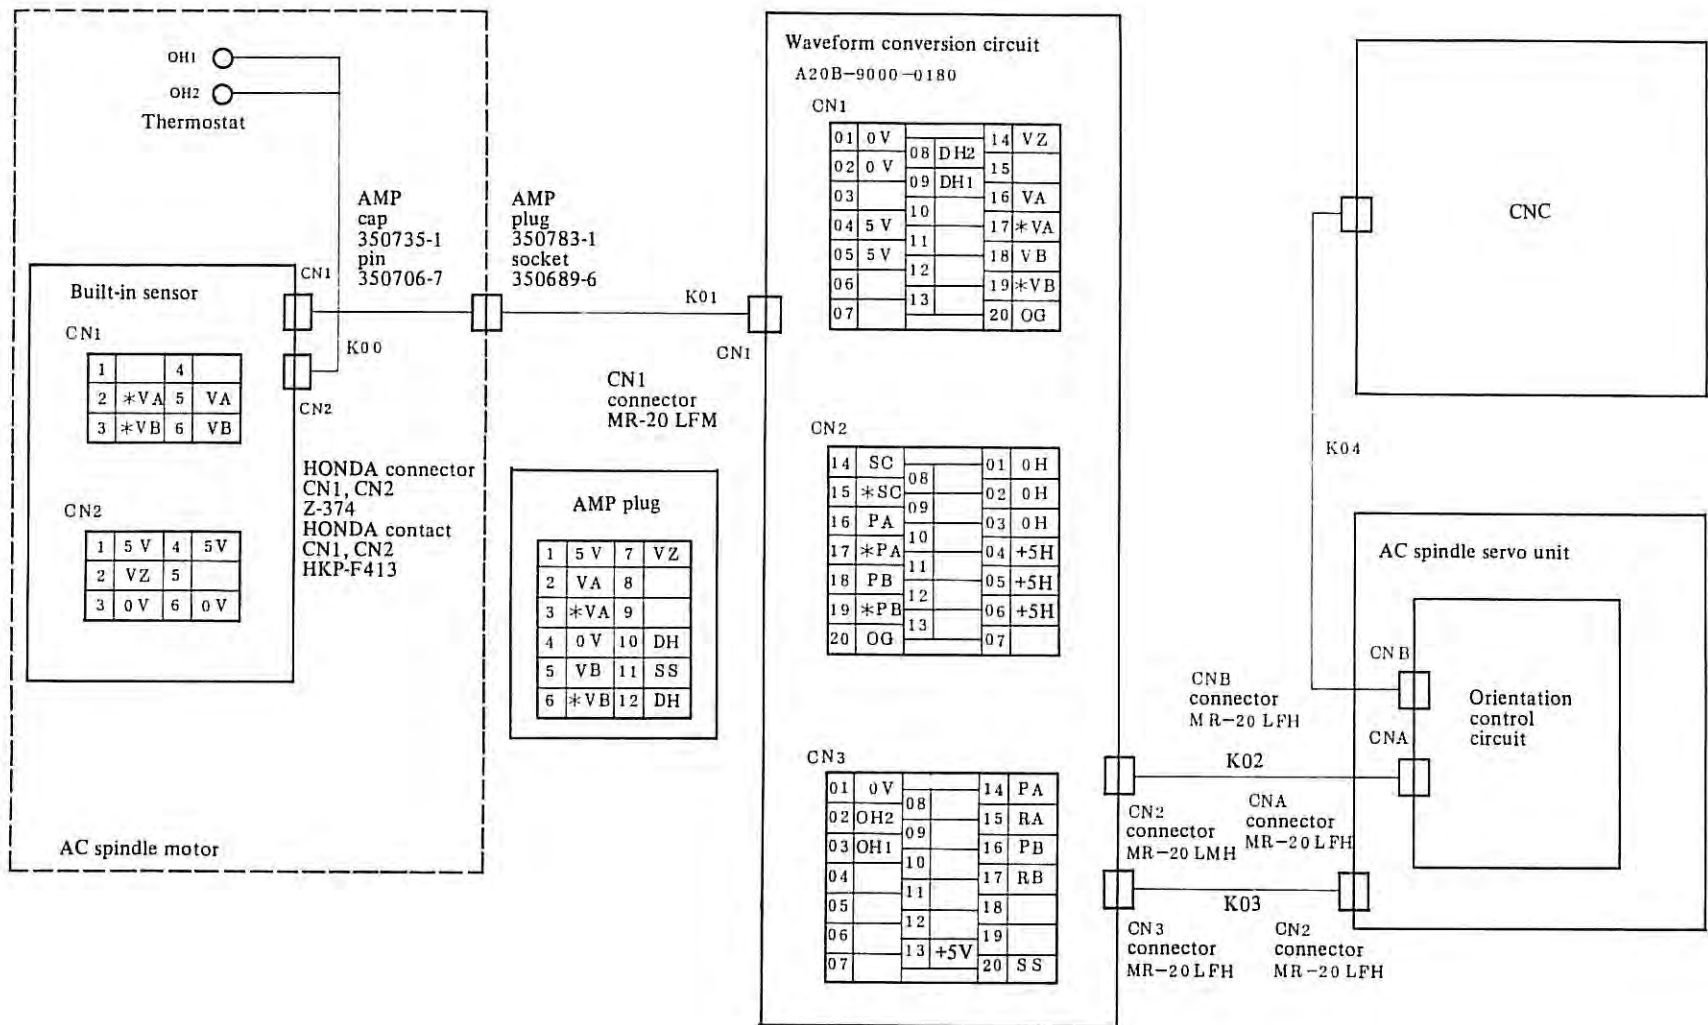 OH1
OH2
Thermostat
AMP
cap
350735-1
pin
350706-7
AMP
plug
350783-1
socket
350689-6
Built-in sensor
CN1
CN1
1 4
2 *VA 5 VA
3 *VB 6 VB
K00
CN2
CN2
1 5V 4 5V
2 VZ 5
3 0V 6 0V
HONDA connector
CN1, CN2
Z-374
HONDA contact
CN1, CN2
HKP-F413
AC spindle motor
K01
CN1
CN1
connector
MR-20 LFM
AMP plug
1 5V 7 VZ
2 VA 8
3 *VA 9
4 0V 10 DH
5 VB 11 SS
6 *VB 12 DH
Waveform conversion circuit
A20B-9000-0180
CN1
01 0V 14 VZ
08 DH2
02 0V 15
09 DH1
03 16 VA
10
04 5V 17 *VA
11
05 5V 18 VB
12
06 19 *VB
13
07 20 OG
CN2
14 SC 01 0H
08
15 *SC 02 0H
09
16 PA 03 0H
10
17 *PA 04 +5H
11
18 PB 05 +5H
12
19 *PB 06 +5H
13
20 OG 07
CN3
01 0V 14 PA
08
02 OH2 15 RA
09
03 OH1 16 PB
10
04 17 RB
11
05 18
12
06 19
13 +5V
07 20 SS
CNC
K04
AC spindle servo unit
CNB
CNB
connector
MR-20 LFH
Orientation
control
circuit
CNA
K02
CN2
connector
MR-20 LMH
CNA
connector
MR-20 LFH
K03
CN3
connector
MR-20 LFH
CN2
connector
MR-20 LFH